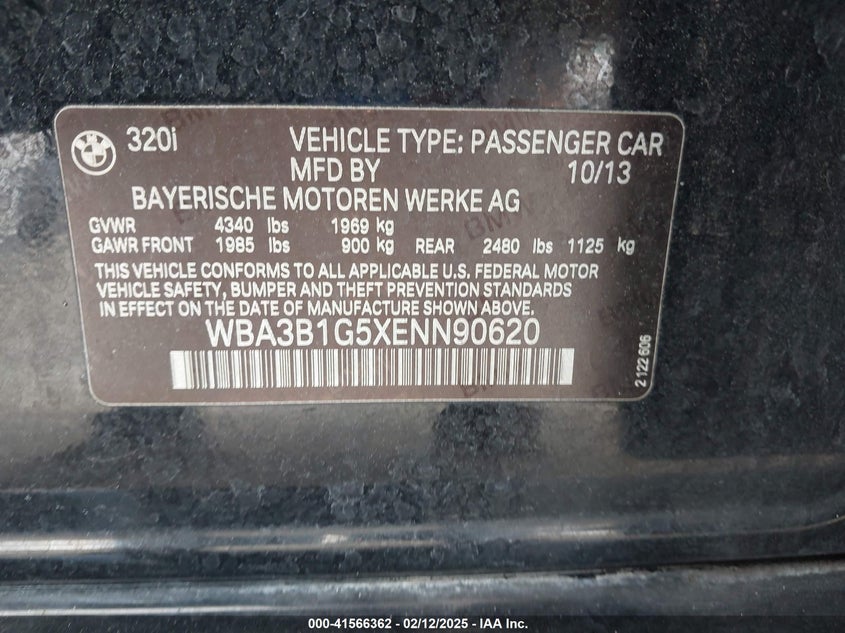 320i VEHICLE TYPE: PASSENGER CAR
MFD BY 10/13
BAYERISCHE MOTOREN WERKE AG
GVWR 4340 lbs 1969 kg
GAWR FRONT 1985 lbs 900 kg REAR 2480 lbs 1125 kg
THIS VEHICLE CONFORMS TO ALL APPLICABLE U.S. FEDERAL MOTOR
VEHICLE SAFETY, BUMPER AND THEFT PREVENTION STANDARDS
IN EFFECT ON THE DATE OF MANUFACTURE SHOWN ABOVE.
WBA3B1G5XENN90620
2 122 606
000-41566362 - 02/12/2025 - US MUNICIPAL INC.